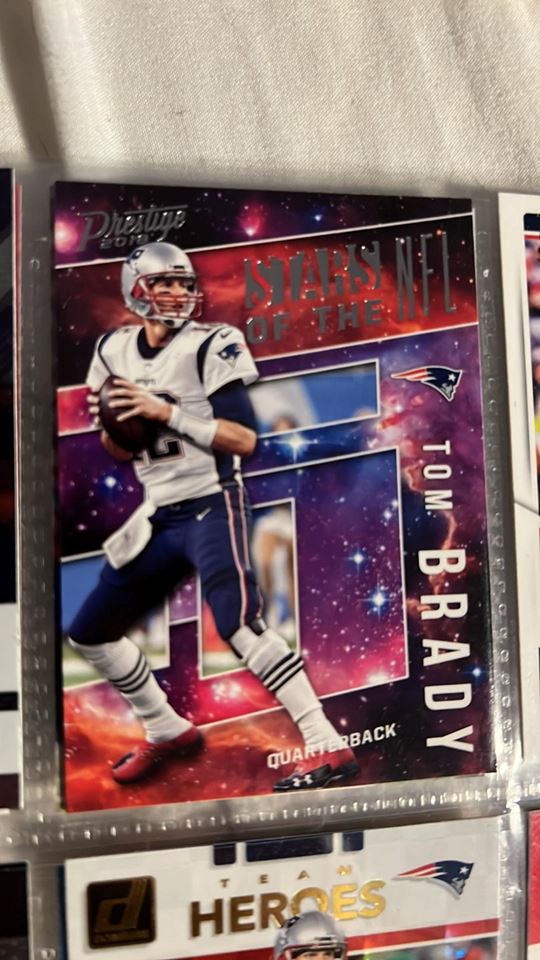 Prestige
STARS
OF THE NFL
TOM BRADY
QUARTERBACK
TEAM
HEROES